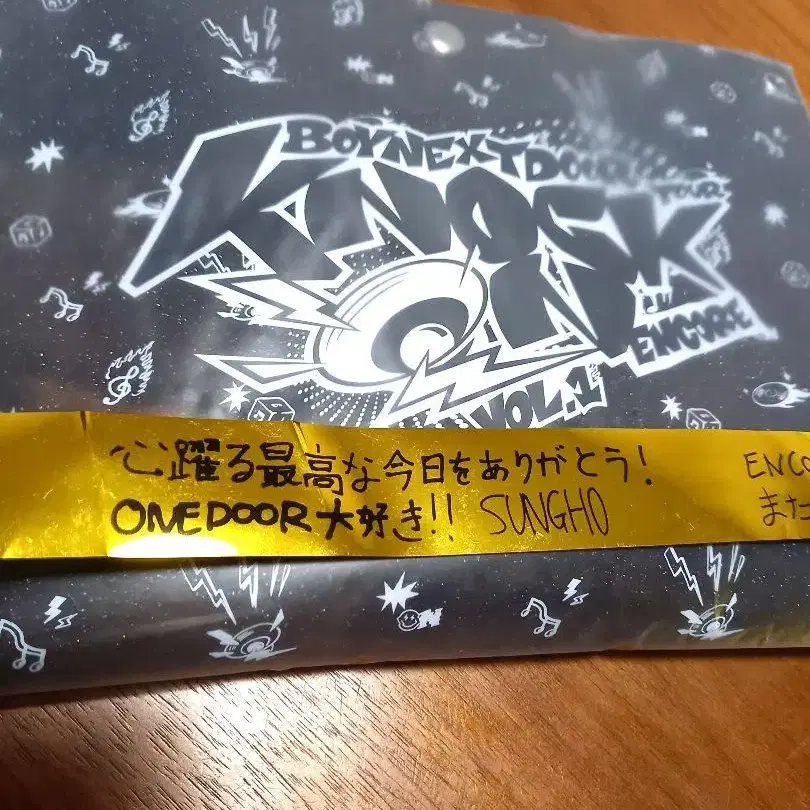 BOYNEXTDOOR TOUR
KNOCK
ON
VOL.1
ENCORE
心躍る最高な今日をありがとう!
ONEDOOR大好き!! SUNGHO
ENCO
また